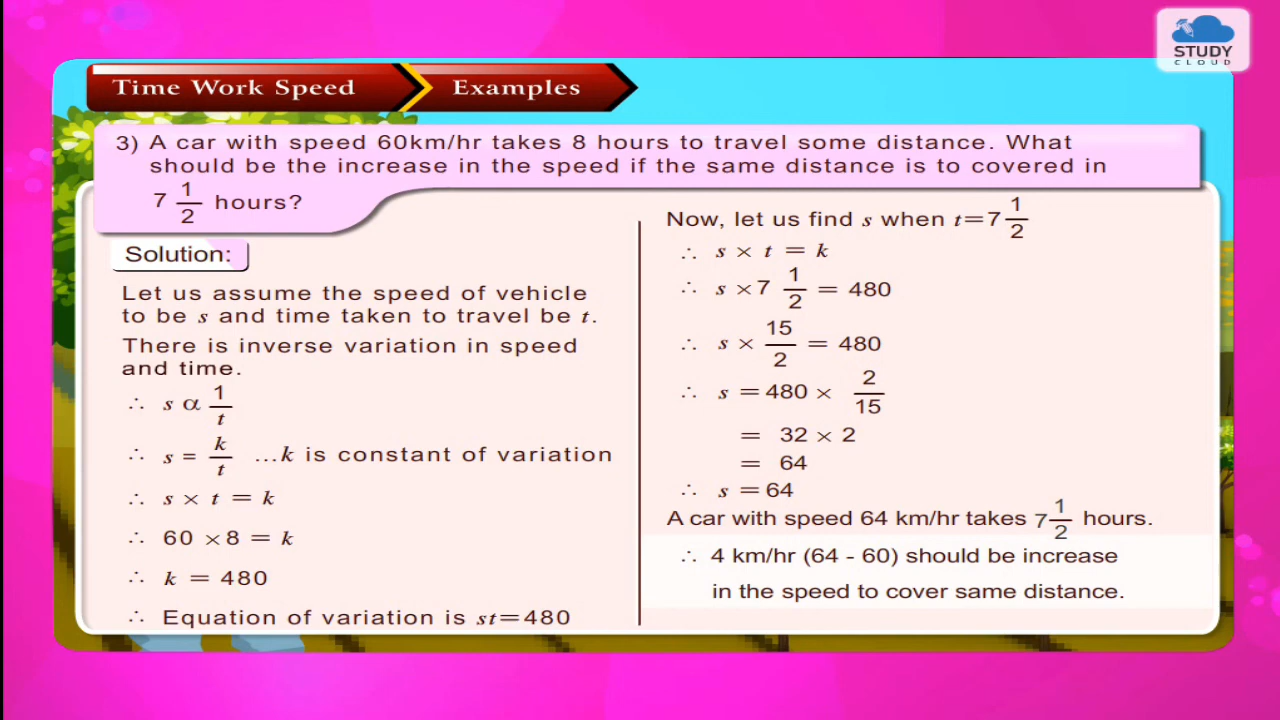 STUDY
CLOUD
Time Work Speed
Examples
3) A car with speed 60km/hr takes 8 hours to travel some distance. What
should be the increase in the speed if the same distance is to covered in
7 1/2 hours?
Solution:
Let us assume the speed of vehicle
to be s and time taken to travel be t.
There is inverse variation in speed
and time.
∴ s α 1/t
∴ s = k/t ...k is constant of variation
∴ s × t = k
∴ 60 × 8 = k
∴ k = 480
∴ Equation of variation is st=480
Now, let us find s when t=7 1/2
∴ s × t = k
∴ s × 7 1/2 = 480
∴ s × 15/2 = 480
∴ s = 480 × 2/15
= 32 × 2
= 64
∴ s = 64
A car with speed 64 km/hr takes 7 1/2 hours.
∴ 4 km/hr (64 - 60) should be increase
in the speed to cover same distance.